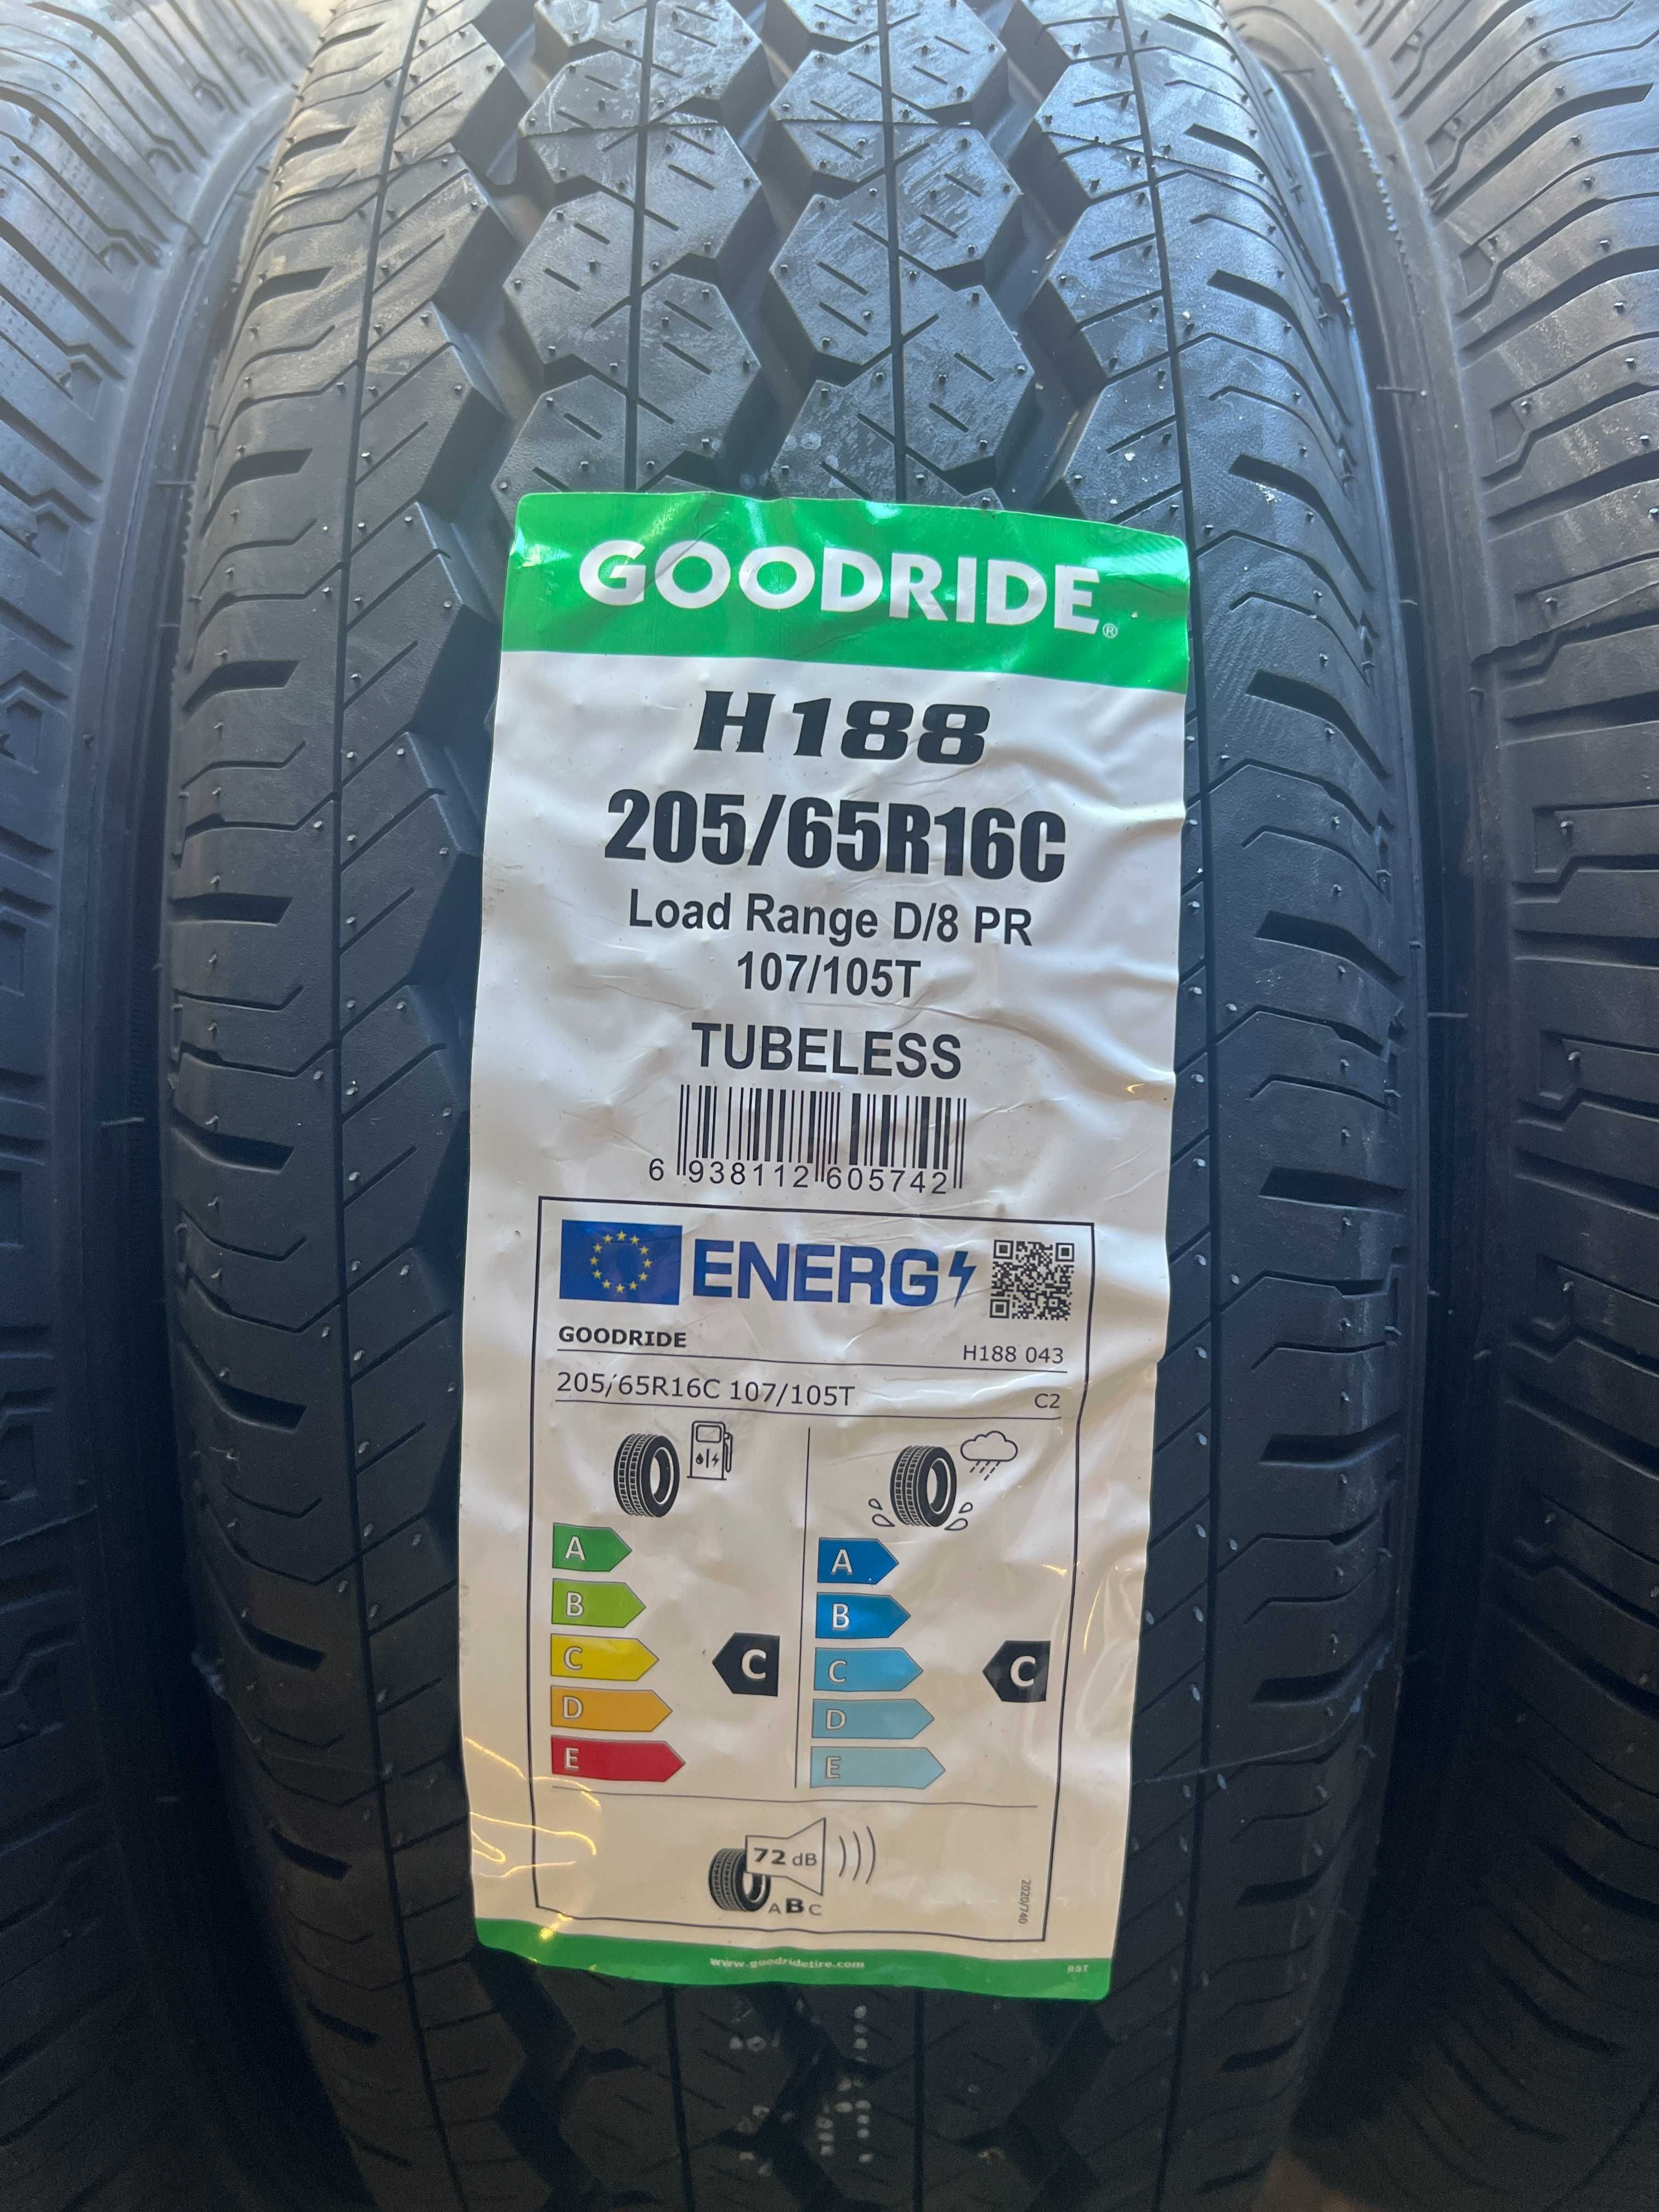 GOODRIDE®
H188
205/65R16C
Load Range D/8 PR
107/105T
TUBELESS
6 938112 605742
ENERG
GOODRIDE
H188 043
205/65R16C 107/105T
C2
A
B
C
D
E
C
A
B
C
D
E
C
72 dB
A B C
2020/740
www.goodridetire.com
RST